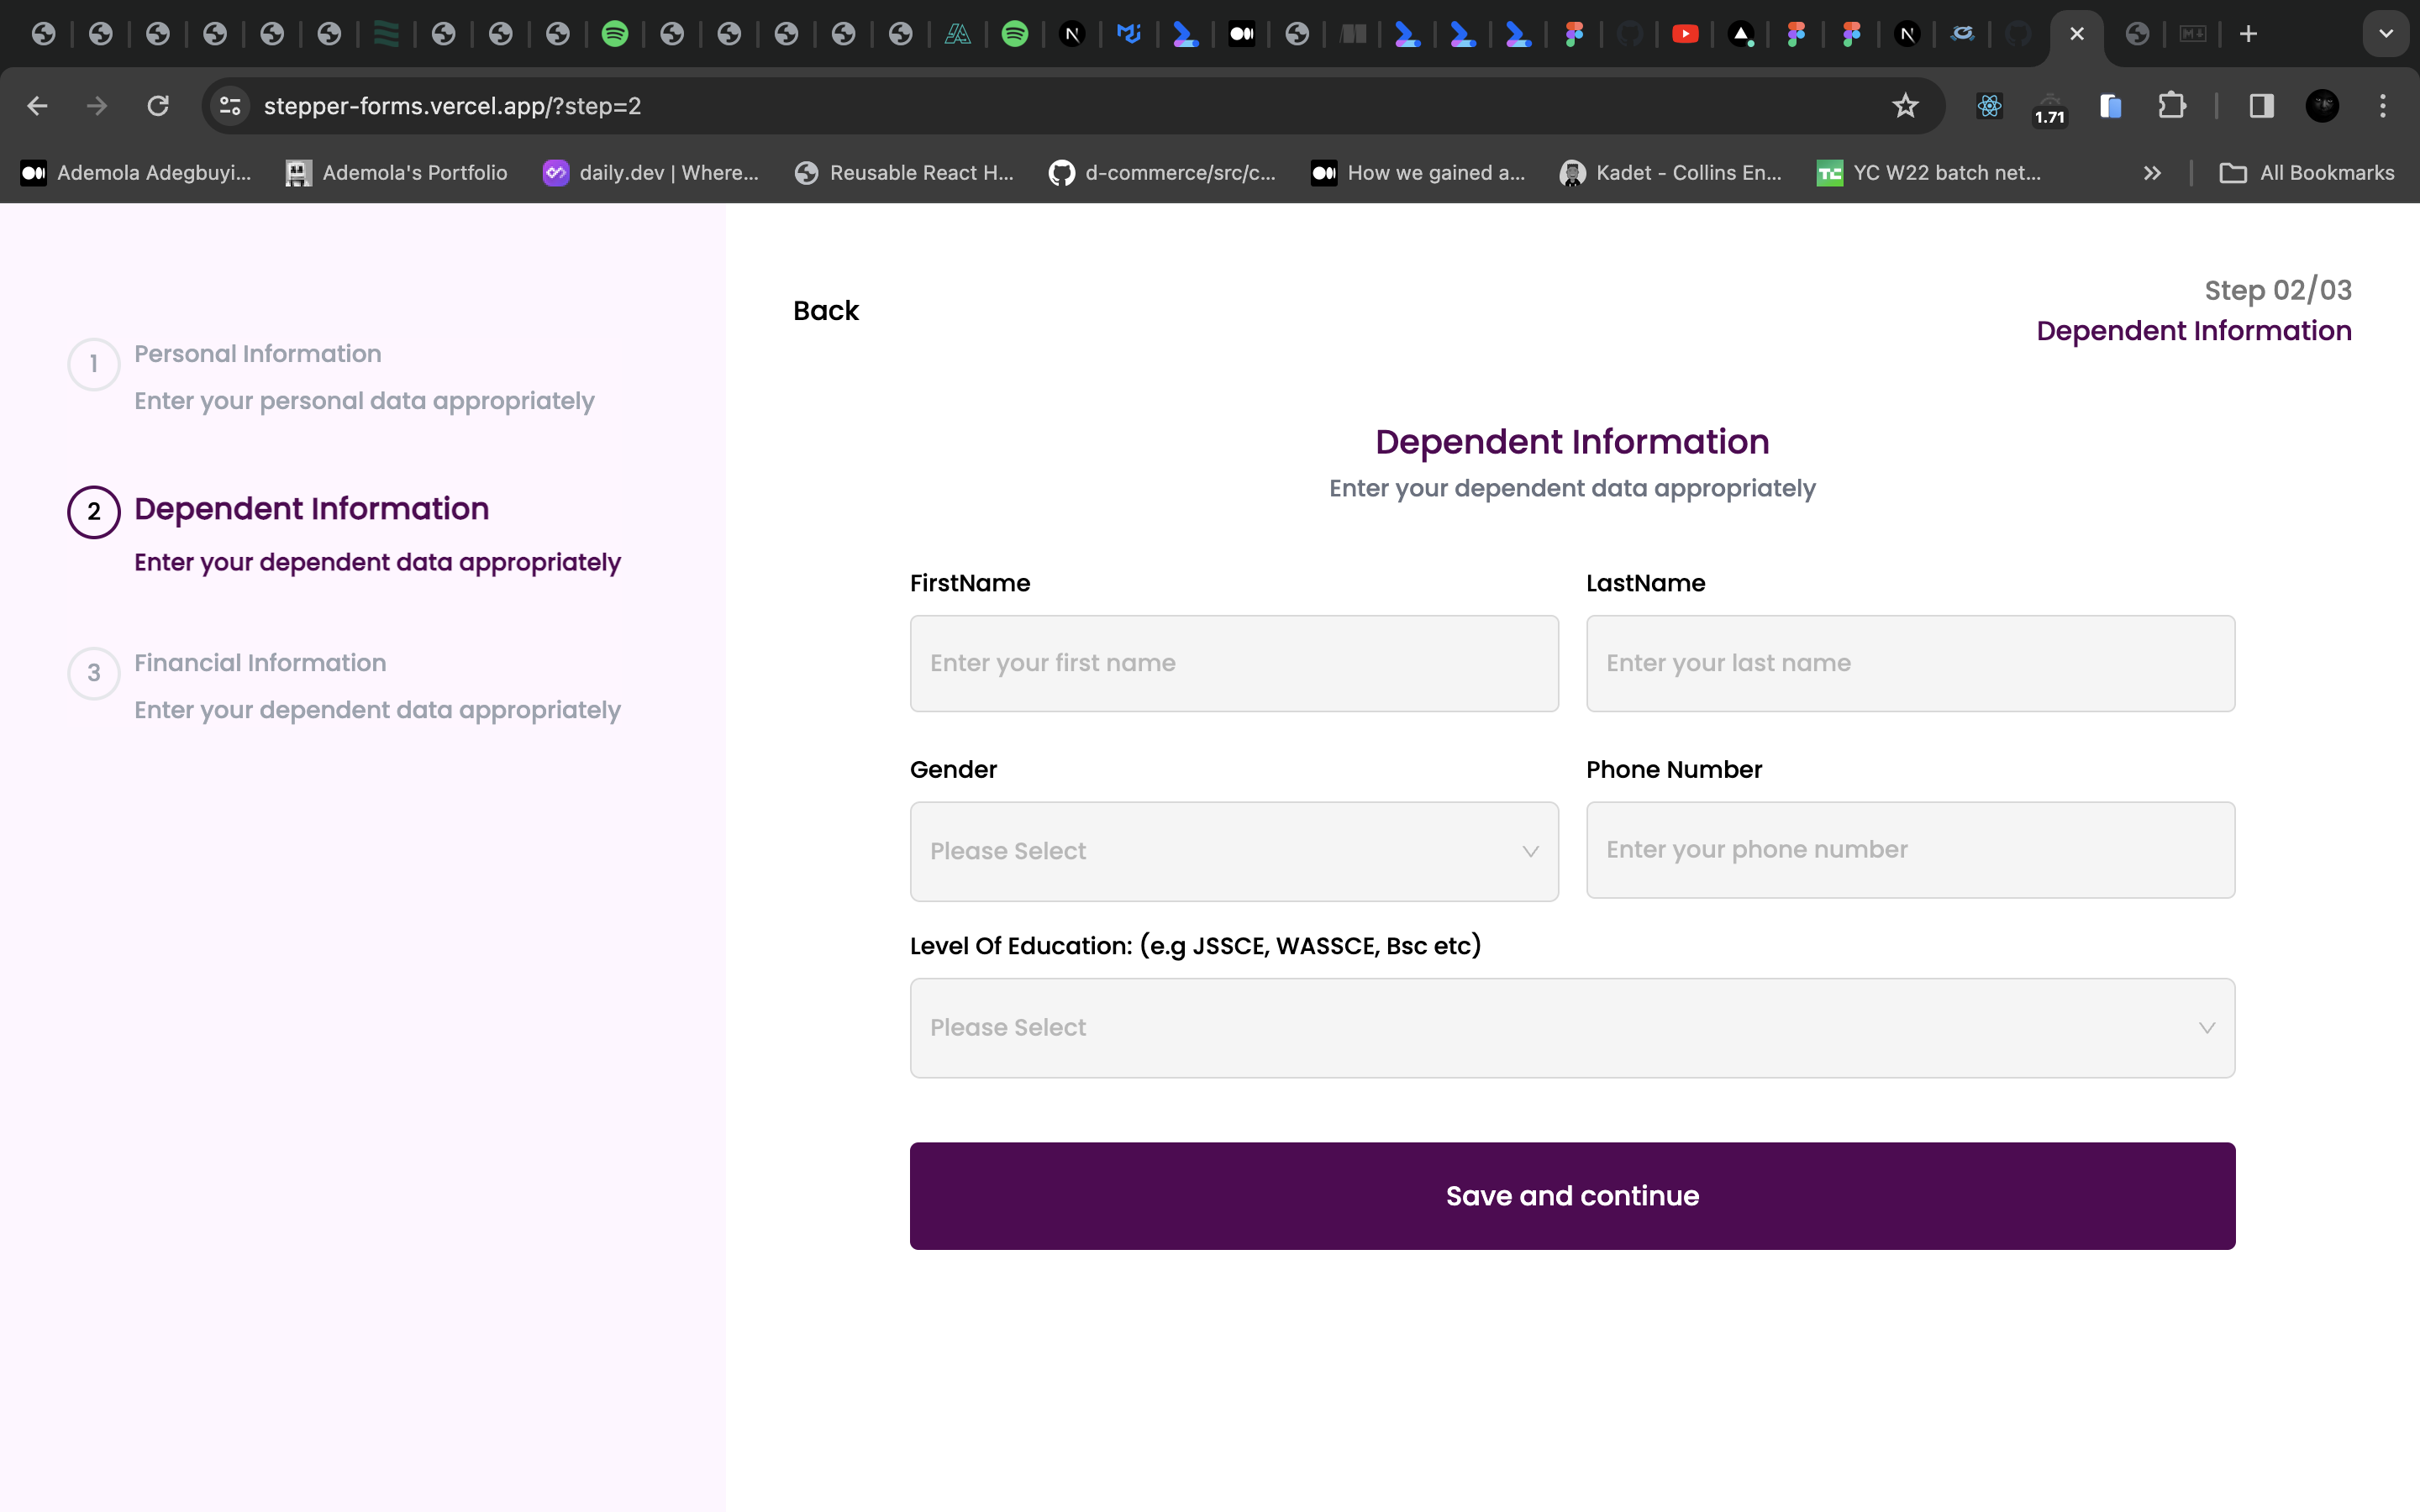 stepper-forms.vercel.app/?step=2
1.71
Ademola Adegbuyi...
Ademola's Portfolio
daily.dev | Where...
Reusable React H...
d-commerce/src/c...
How we gained a...
Kadet - Collins En...
YC W22 batch net...
All Bookmarks
1
Personal Information
Enter your personal data appropriately
2
Dependent Information
Enter your dependent data appropriately
3
Financial Information
Enter your dependent data appropriately
Back
Step 02/03
Dependent Information
Dependent Information
Enter your dependent data appropriately
FirstName
LastName
Enter your first name
Enter your last name
Gender
Phone Number
Please Select
Enter your phone number
Level Of Education: (e.g JSSCE, WASSCE, Bsc etc)
Please Select
Save and continue